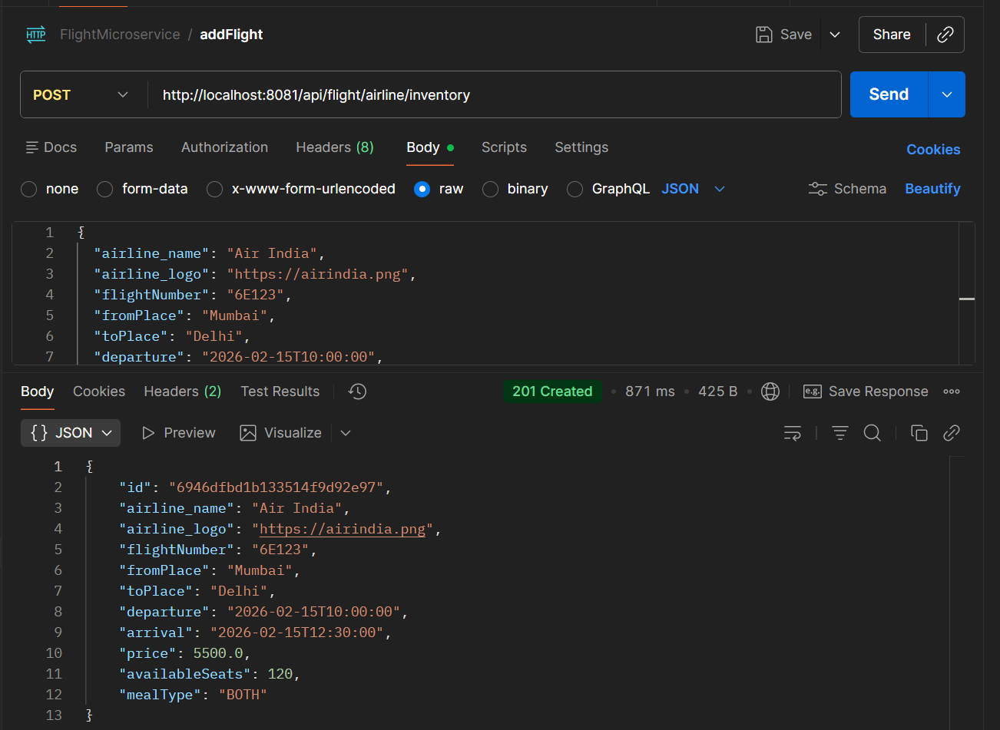 HTTP FlightMicroservice / addFlight Save Share
POST http://localhost:8081/api/flight/airline/inventory Send
Docs Params Authorization Headers (8) Body Scripts Settings Cookies
none form-data x-www-form-urlencoded raw binary GraphQL JSON Schema Beautify
1 {
2 "airline_name": "Air India",
3 "airline_logo": "https://airindia.png",
4 "flightNumber": "6E123",
5 "fromPlace": "Mumbai",
6 "toPlace": "Delhi",
7 "departure": "2026-02-15T10:00:00",
Body Cookies Headers (2) Test Results 201 Created • 871 ms • 425 B • e.g. Save Response
{} JSON Preview Visualize
1 {
2 "id": "6946dfbd1b133514f9d92e97",
3 "airline_name": "Air India",
4 "airline_logo": "https://airindia.png",
5 "flightNumber": "6E123",
6 "fromPlace": "Mumbai",
7 "toPlace": "Delhi",
8 "departure": "2026-02-15T10:00:00",
9 "arrival": "2026-02-15T12:30:00",
10 "price": 5500.0,
11 "availableSeats": 120,
12 "mealType": "BOTH"
13 }